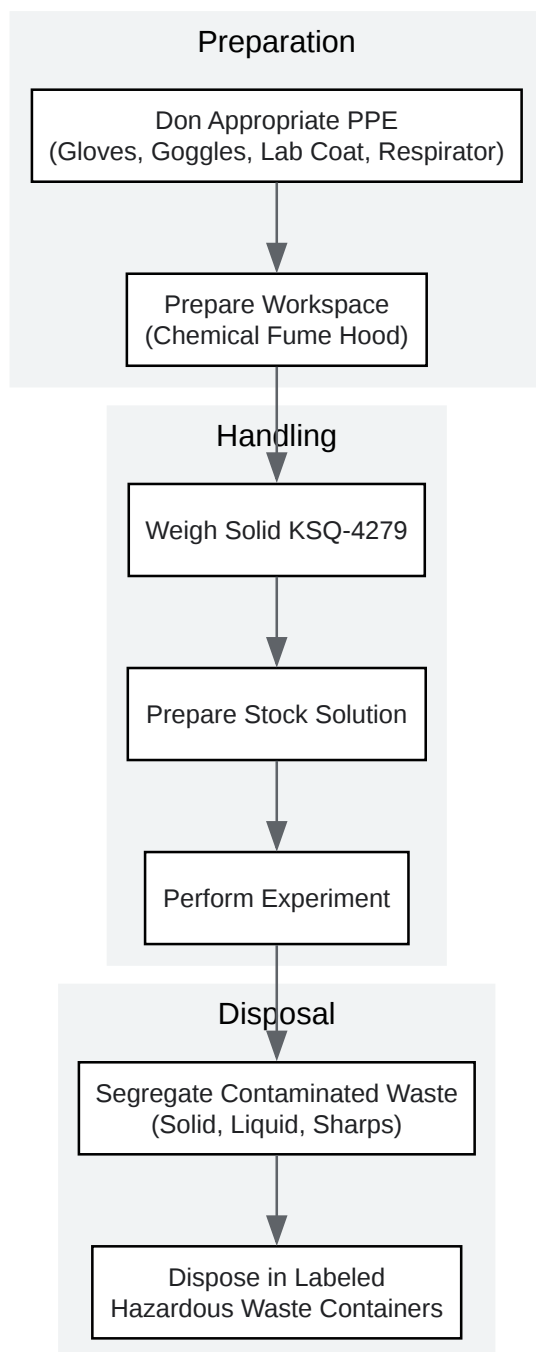 Preparation
Don Appropriate PPE
(Gloves, Goggles, Lab Coat, Respirator)
Prepare Workspace
(Chemical Fume Hood)
Handling
Weigh Solid KSQ-4279
Prepare Stock Solution
Perform Experiment
Disposal
Segregate Contaminated Waste
(Solid, Liquid, Sharps)
Dispose in Labeled
Hazardous Waste Containers